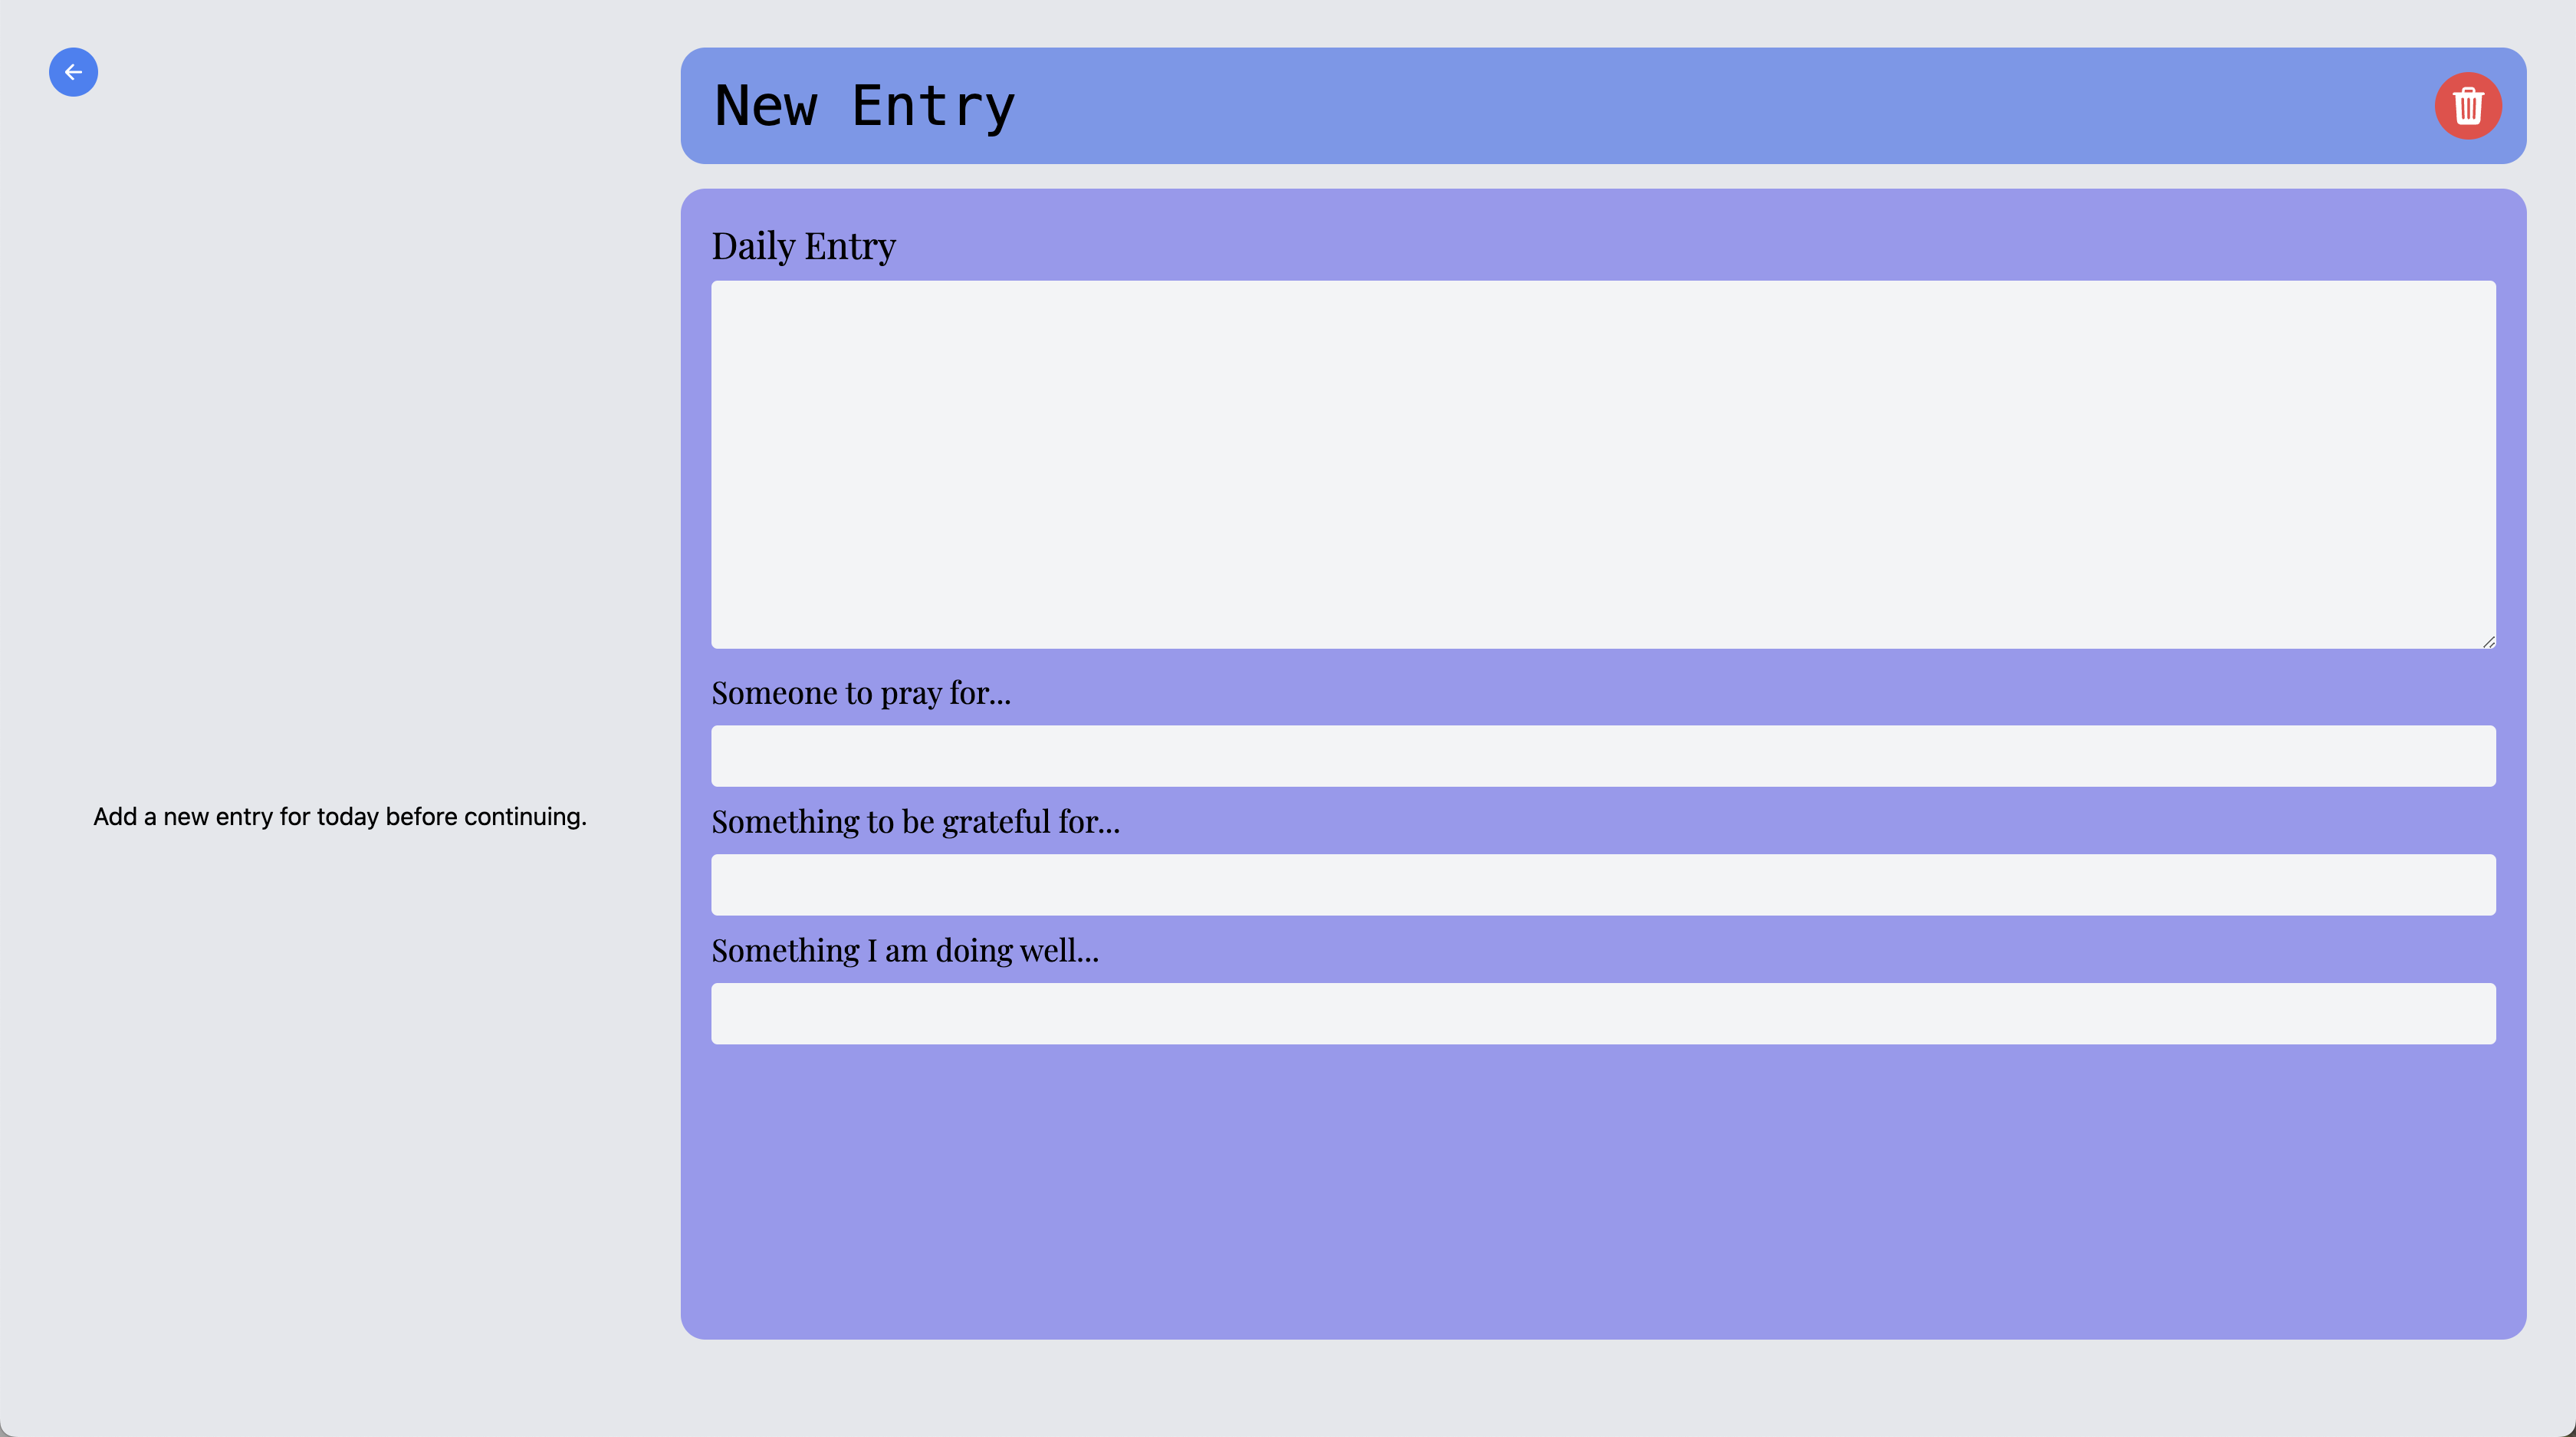 New Entry
Daily Entry
Someone to pray for...
Something to be grateful for...
Add a new entry for today before continuing.
Something I am doing well...